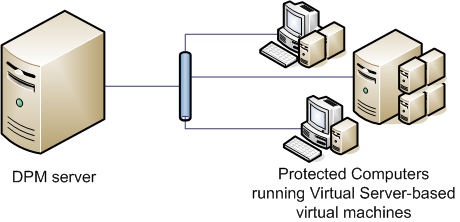 DPM server
Protected Computers
running Virtual Server-based
virtual machines